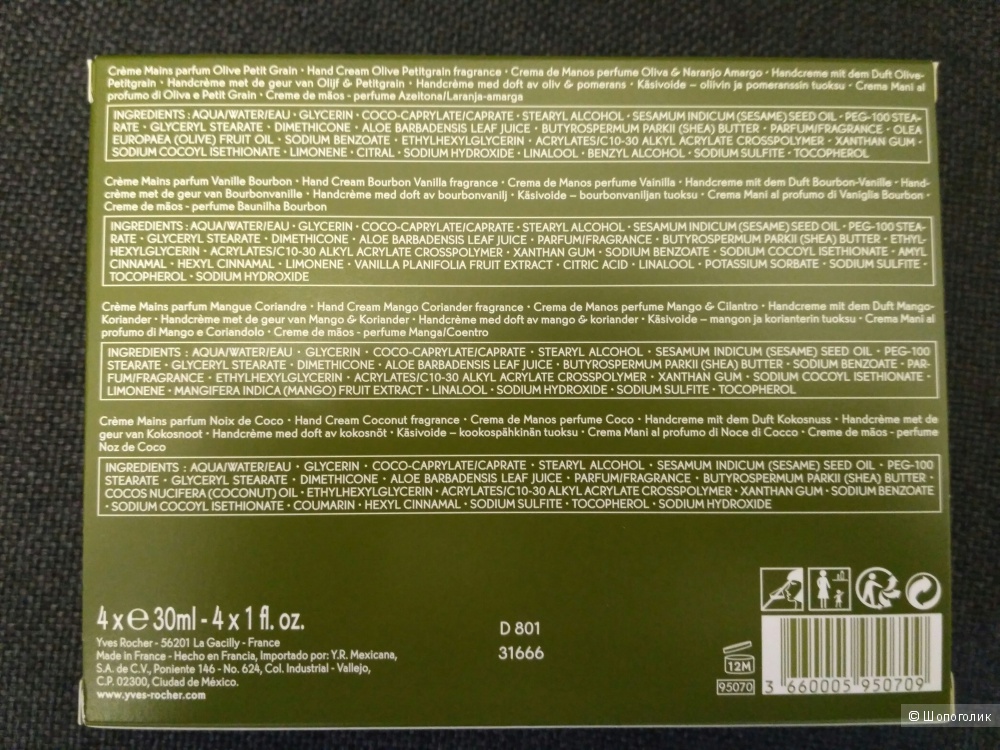 Crème Mains parfum Olive Petit Grain • Hand Cream Olive Petitgrain fragrance • Crema de Manos perfume Oliva & Naranjo Amargo • Handcreme mit dem Duft Olive-
Petitgrain • Handcrème met de geur van Olijf & Petitgrain • Handcrème med doft av oliv & pomerans • Käsivoide – oliivin ja pomeranssin tuoksu • Crema Mani al
profumo di Oliva e Petit Grain • Creme de mãos - perfume Azeitona/Laranja-amarga
INGREDIENTS : AQUA/WATER/EAU • GLYCERIN • COCO-CAPRYLATE/CAPRATE • STEARYL ALCOHOL • SESAMUM INDICUM (SESAME) SEED OIL • PEG-100 STEA-
RATE • GLYCERYL STEARATE • DIMETHICONE • ALOE BARBADENSIS LEAF JUICE • BUTYROSPERMUM PARKII (SHEA) BUTTER • PARFUM/FRAGRANCE • OLEA
EUROPAEA (OLIVE) FRUIT OIL • SODIUM BENZOATE • ETHYLHEXYLGLYCERIN • ACRYLATES/C10-30 ALKYL ACRYLATE CROSSPOLYMER • XANTHAN GUM •
SODIUM COCOYL ISETHIONATE • LIMONENE • CITRAL • SODIUM HYDROXIDE • LINALOOL • BENZYL ALCOHOL • SODIUM SULFITE • TOCOPHEROL
Crème Mains parfum Vanille Bourbon • Hand Cream Bourbon Vanilla fragrance • Crema de Manos perfume Vainilla • Handcreme mit dem Duft Bourbon-Vanille • Hand-
crème met de geur van Bourbonvanille • Handcrème med doft av bourbonvanilj • Käsivoide – bourbonvaniljan tuoksu • Crema Mani al profumo di Vaniglia Bourbon •
Creme de mãos - perfume Baunilha Bourbon
INGREDIENTS : AQUA/WATER/EAU • GLYCERIN • COCO-CAPRYLATE/CAPRATE • STEARYL ALCOHOL • SESAMUM INDICUM (SESAME) SEED OIL • PEG-100 STEA-
RATE • GLYCERYL STEARATE • DIMETHICONE • ALOE BARBADENSIS LEAF JUICE • PARFUM/FRAGRANCE • BUTYROSPERMUM PARKII (SHEA) BUTTER • ETHYL-
HEXYLGLYCERIN • ACRYLATES/C10-30 ALKYL ACRYLATE CROSSPOLYMER • XANTHAN GUM • SODIUM BENZOATE • SODIUM COCOYL ISETHIONATE • AMYL
CINNAMAL • HEXYL CINNAMAL • LIMONENE • VANILLA PLANIFOLIA FRUIT EXTRACT • CITRIC ACID • LINALOOL • POTASSIUM SORBATE • SODIUM SULFITE •
TOCOPHEROL • SODIUM HYDROXIDE
Crème Mains parfum Mangue Coriandre • Hand Cream Mango Coriander fragrance • Crema de Manos perfume Mango & Cilantro • Handcreme mit dem Duft Mango-
Koriander • Handcrème met de geur van Mango & Koriander • Handcrème med doft av mango & koriander • Käsivoide – mangon ja korianterin tuoksu • Crema Mani al
profumo di Mango e Coriandolo • Creme de mãos - perfume Manga/Coentro
INGREDIENTS : AQUA/WATER/EAU • GLYCERIN • COCO-CAPRYLATE/CAPRATE • STEARYL ALCOHOL • SESAMUM INDICUM (SESAME) SEED OIL • PEG-100
STEARATE • GLYCERYL STEARATE • DIMETHICONE • ALOE BARBADENSIS LEAF JUICE • BUTYROSPERMUM PARKII (SHEA) BUTTER • SODIUM BENZOATE • PAR-
FUM/FRAGRANCE • ETHYLHEXYLGLYCERIN • ACRYLATES/C10-30 ALKYL ACRYLATE CROSSPOLYMER • XANTHAN GUM • SODIUM COCOYL ISETHIONATE •
LIMONENE • MANGIFERA INDICA (MANGO) FRUIT EXTRACT • LINALOOL • SODIUM HYDROXIDE • SODIUM SULFITE • TOCOPHEROL
Crème Mains parfum Noix de Coco • Hand Cream Coconut fragrance • Crema de Manos perfume Coco • Handcreme mit dem Duft Kokosnuss • Handcrème met de
geur van Kokosnoot • Handcrème med doft av kokosnöt • Käsivoide – kookospähkinän tuoksu • Crema Mani al profumo di Noce di Cocco • Creme de mãos - perfume
Noz de Coco
INGREDIENTS : AQUA/WATER/EAU • GLYCERIN • COCO-CAPRYLATE/CAPRATE • STEARYL ALCOHOL • SESAMUM INDICUM (SESAME) SEED OIL • PEG-100
STEARATE • GLYCERYL STEARATE • DIMETHICONE • ALOE BARBADENSIS LEAF JUICE • PARFUM/FRAGRANCE • BUTYROSPERMUM PARKII (SHEA) BUTTER •
COCOS NUCIFERA (COCONUT) OIL • ETHYLHEXYLGLYCERIN • ACRYLATES/C10-30 ALKYL ACRYLATE CROSSPOLYMER • XANTHAN GUM • SODIUM BENZOATE
• SODIUM COCOYL ISETHIONATE • COUMARIN • HEXYL CINNAMAL • SODIUM SULFITE • TOCOPHEROL • SODIUM HYDROXIDE
4 x ℮ 30ml - 4 x 1 fl. oz.
Yves Rocher - 56201 La Gacilly - France
Made in France - Hecho en Francia, Importado por: Y.R. Mexicana,
S.A. de C.V., Poniente 146 - No. 624, Col. Industrial - Vallejo,
C.P. 02300, Ciudad de México.
www.yves-rocher.com
D 801
31666
12M
95070
3 660005 950709
© Шопоголик